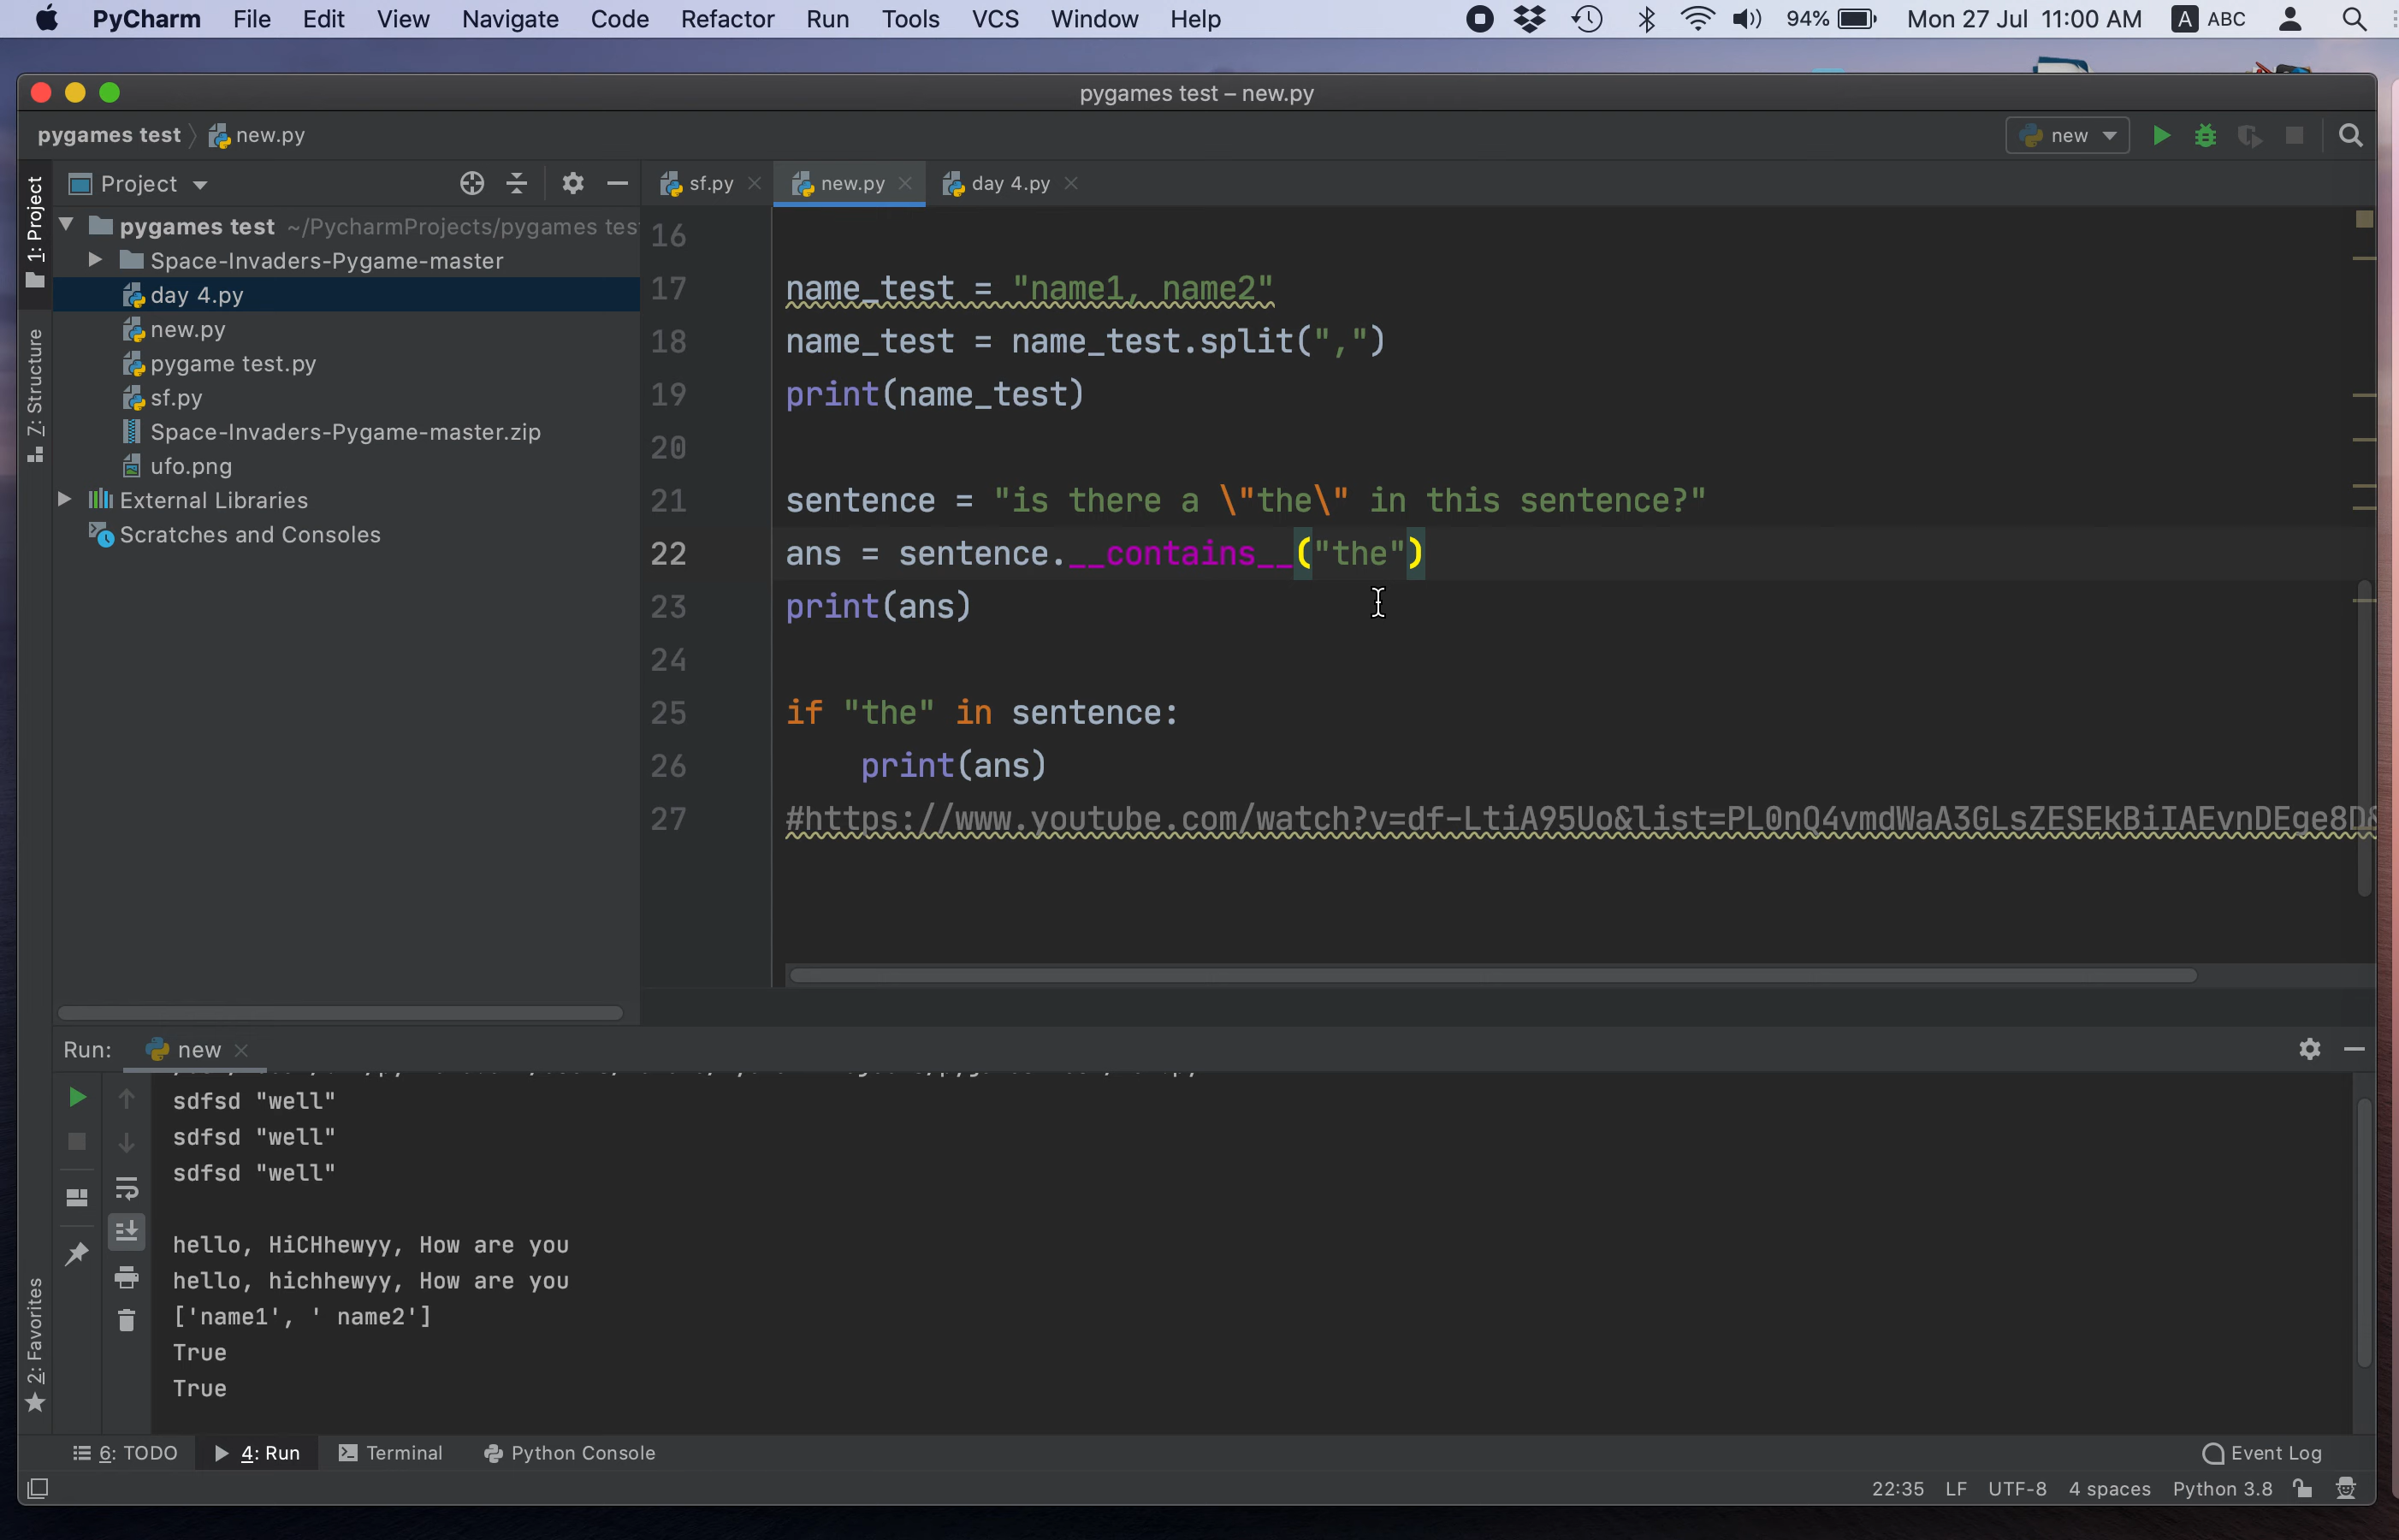 PyCharm File Edit View Navigate Code Refactor Run Tools VCS Window Help 94% Mon 27 Jul 11:00 AM A ABC
pygames test – new.py
pygames test new.py new
1: Project
7: Structure
2: Favorites
Project
pygames test ~/PycharmProjects/pygames tes
Space-Invaders-Pygame-master
day 4.py
new.py
pygame test.py
sf.py
Space-Invaders-Pygame-master.zip
ufo.png
External Libraries
Scratches and Consoles
sf.py new.py day 4.py
16
17 name_test = "name1, name2"
18 name_test = name_test.split(",")
19 print(name_test)
20
21 sentence = "is there a \"the\" in this sentence?"
22 ans = sentence.__contains__("the")
23 print(ans)
24
25 if "the" in sentence:
26 print(ans)
27 #https://www.youtube.com/watch?v=df-LtiA95Uo&list=PL0nQ4vmdWaA3GLsZESEkBiIAEvnDEge8D&
Run: new
sdfsd "well"
sdfsd "well"
sdfsd "well"
hello, HiCHhewyy, How are you
hello, hichhewyy, How are you
['name1', ' name2']
True
True
6: TODO 4: Run Terminal Python Console Event Log
22:35 LF UTF-8 4 spaces Python 3.8